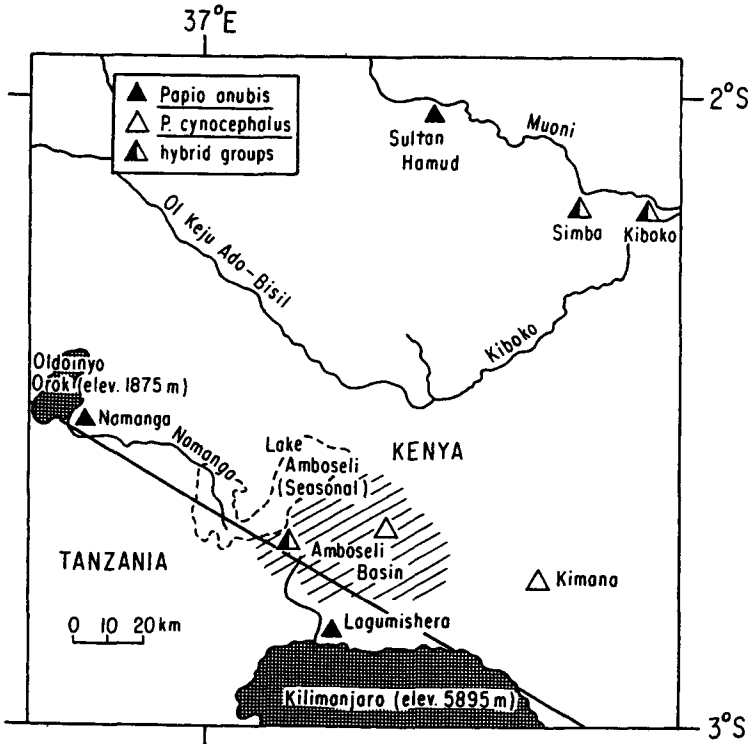 37°E
2°S
Papio anubis
P. cynocephalus
hybrid groups
Sultan
Hamud
Muoni
Simba
Kiboko
Ol Keju Ado-Bisil
Kiboko
Oldoinyo
Orok (elev. 1875 m)
Namanga
Namanga
Lake
Amboseli
(Seasonal)
KENYA
TANZANIA
Amboseli
Basin
Kimana
0 10 20 km
Lagumishera
Kilimanjaro (elev. 5895 m)
3°S